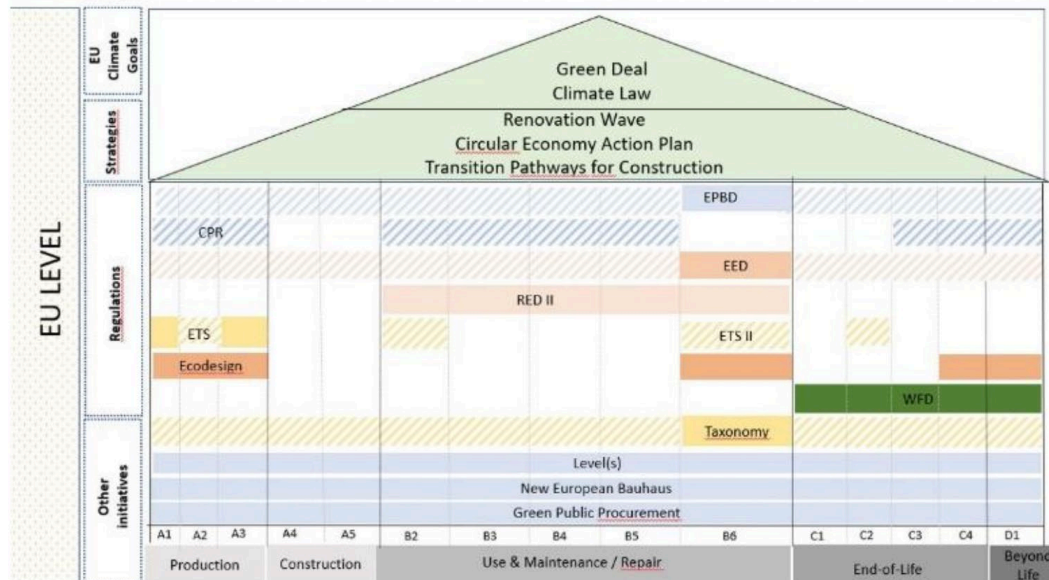 EU LEVEL
EU
Climate
Goals
Green Deal
Climate Law
Strategies
Renovation Wave
Circular Economy Action Plan
Transition Pathways for Construction
Regulations
EPBD
CPR
EED
RED II
ETS
ETS II
Ecodesign
WFD
Other
initiatives
Taxonomy
Level(s)
New European Bauhaus
Green Public Procurement
A1 A2 A3 A4 A5 B2 B3 B4 B5 B6 C1 C2 C3 C4 D1
Production
Construction
Use & Maintenance / Repair
End-of-Life
Beyond
Life